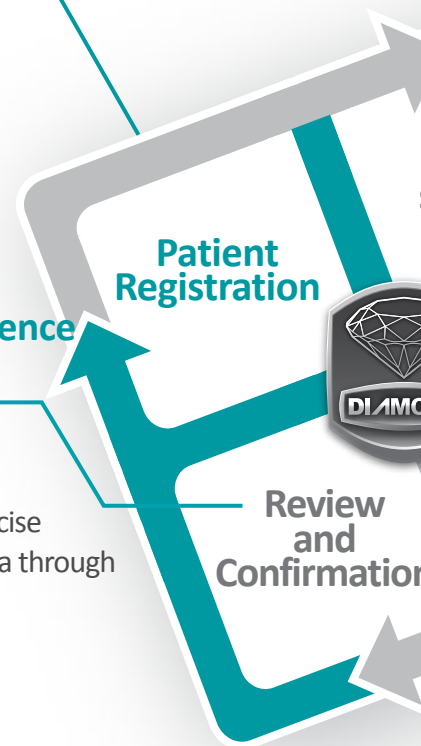 Patient
Registration
ence
DIAMO
cise
a through
Review
and
Confirmation